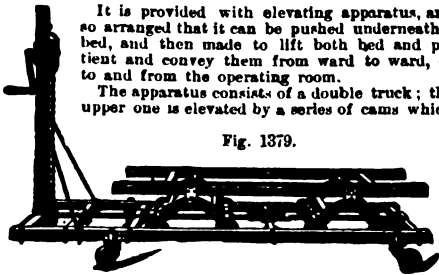 It is provided with elevating apparatus, an
so arranged that it can be pushed underneath
bed, and then made to lift both bed and p
tient and convey them from ward to ward,
to and from the operating room.
The apparatus consists of a double truck; th
upper one is elevated by a series of cams whic
Fig. 1379.